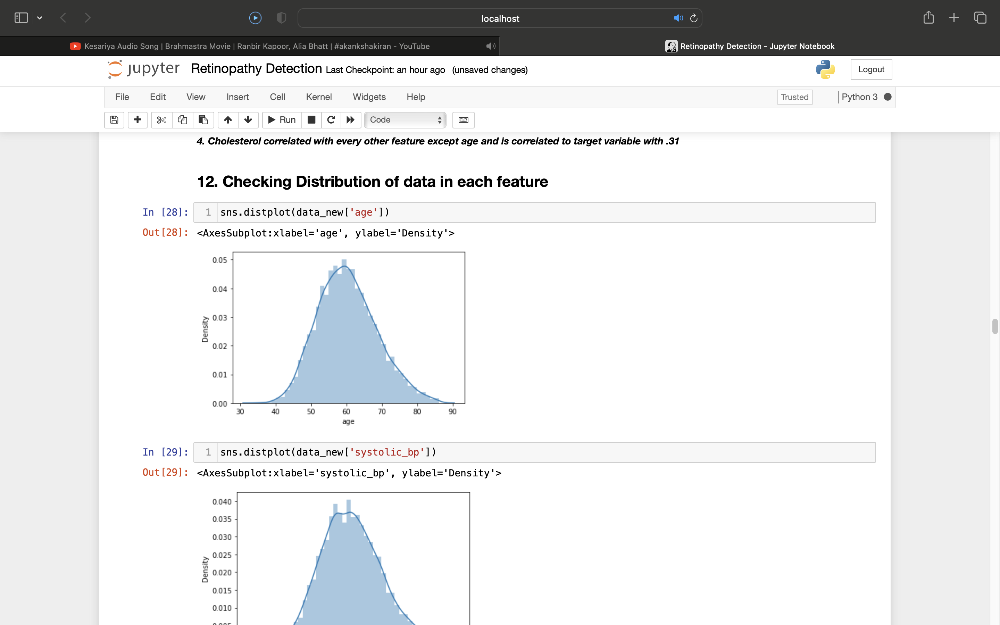 localhost
Kesariya Audio Song | Brahmastra Movie | Ranbir Kapoor, Alia Bhatt | #akankshakiran - YouTube
Retinopathy Detection - Jupyter Notebook
jupyter Retinopathy Detection Last Checkpoint: an hour ago (unsaved changes)
Logout
File Edit View Insert Cell Kernel Widgets Help
Trusted
Python 3
Run
Code
4. Cholesterol correlated with every other feature except age and is correlated to target variable with .31
12. Checking Distribution of data in each feature
In [28]: 1 sns.distplot(data_new['age'])
Out[28]: <AxesSubplot:xlabel='age', ylabel='Density'>
0.05
0.04
0.03
0.02
0.01
0.00
Density
30 40 50 60 70 80 90
age
In [29]: 1 sns.distplot(data_new['systolic_bp'])
Out[29]: <AxesSubplot:xlabel='systolic_bp', ylabel='Density'>
0.040
0.035
0.030
0.025
0.020
0.015
0.010
Density